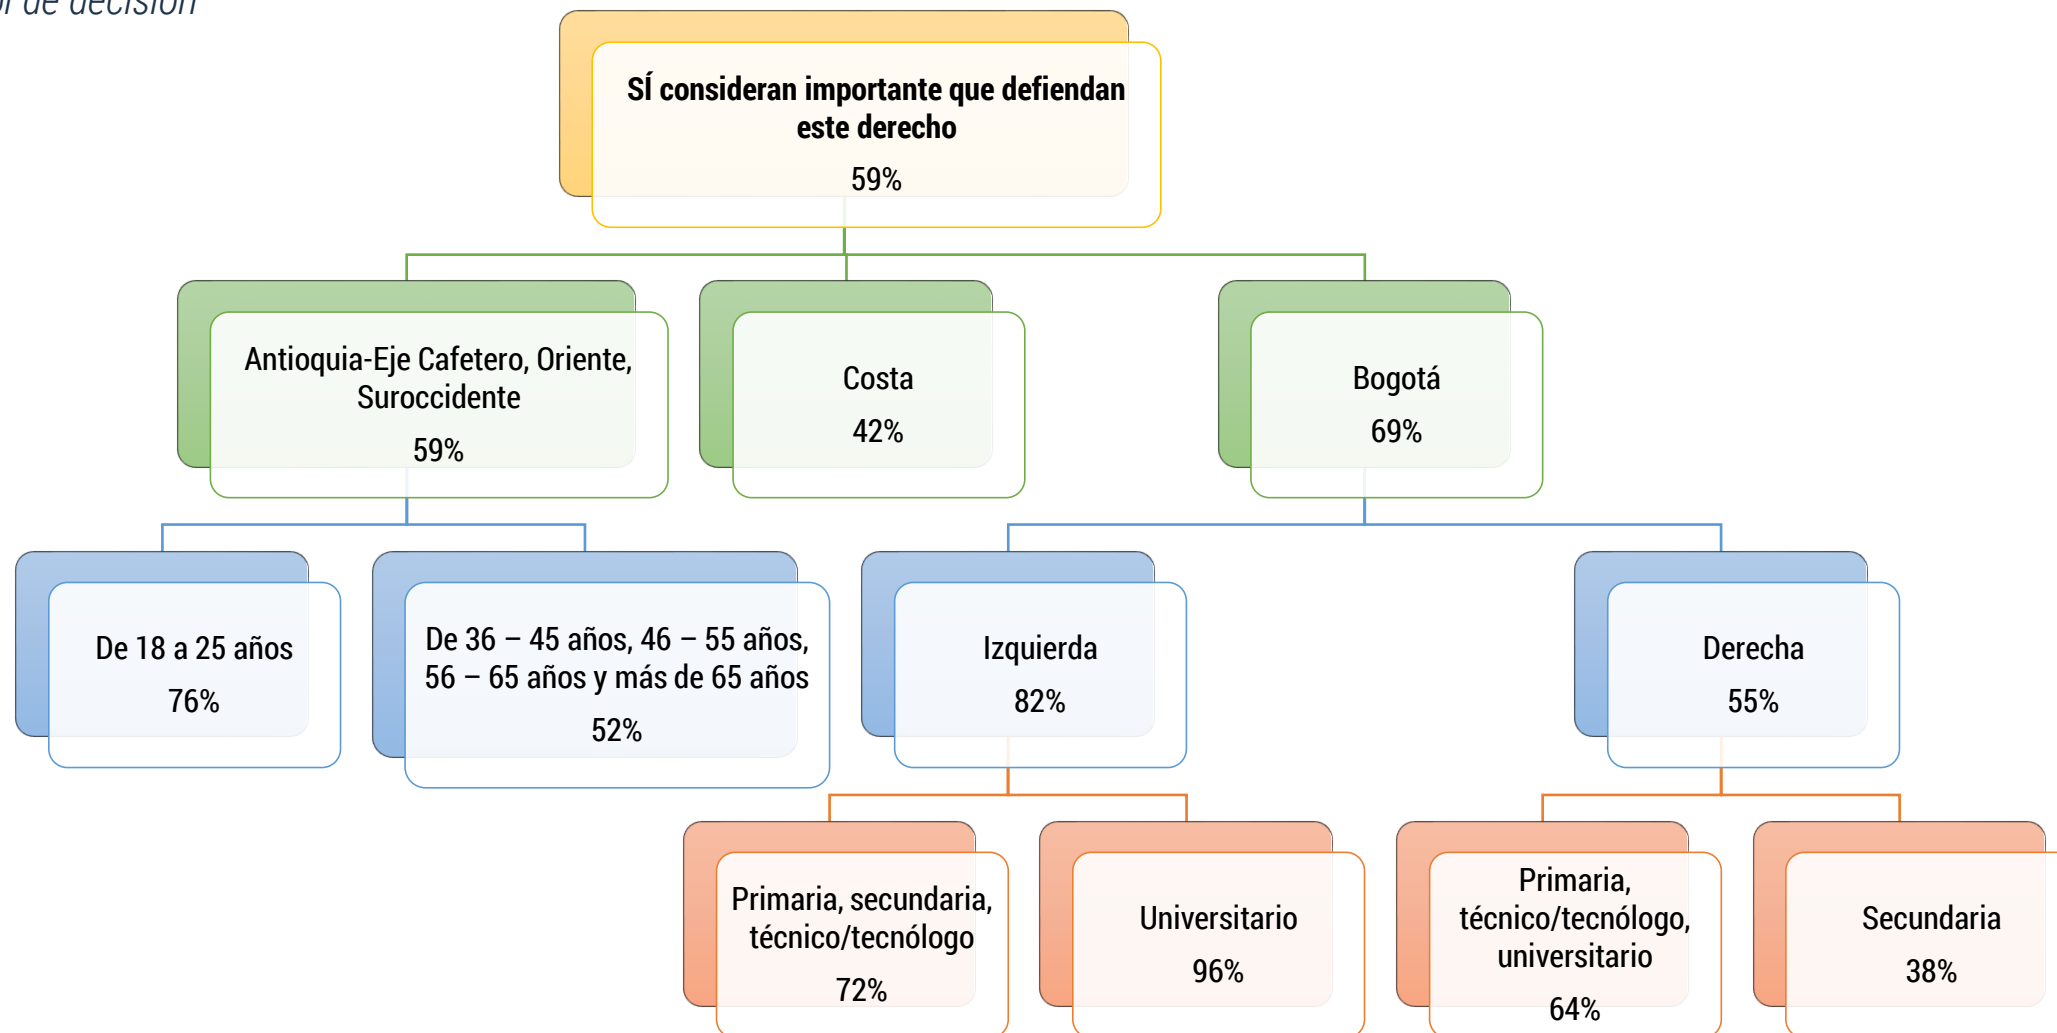 de decisión
SÍ consideran importante que defiendan
este derecho
59%
Antioquia-Eje Cafetero, Oriente,
Suroccidente
59%
Costa
42%
Bogotá
69%
De 18 a 25 años
76%
De 36 – 45 años, 46 – 55 años,
56 – 65 años y más de 65 años
52%
Izquierda
82%
Derecha
55%
Primaria, secundaria,
técnico/tecnólogo
72%
Universitario
96%
Primaria,
técnico/tecnólogo,
universitario
64%
Secundaria
38%